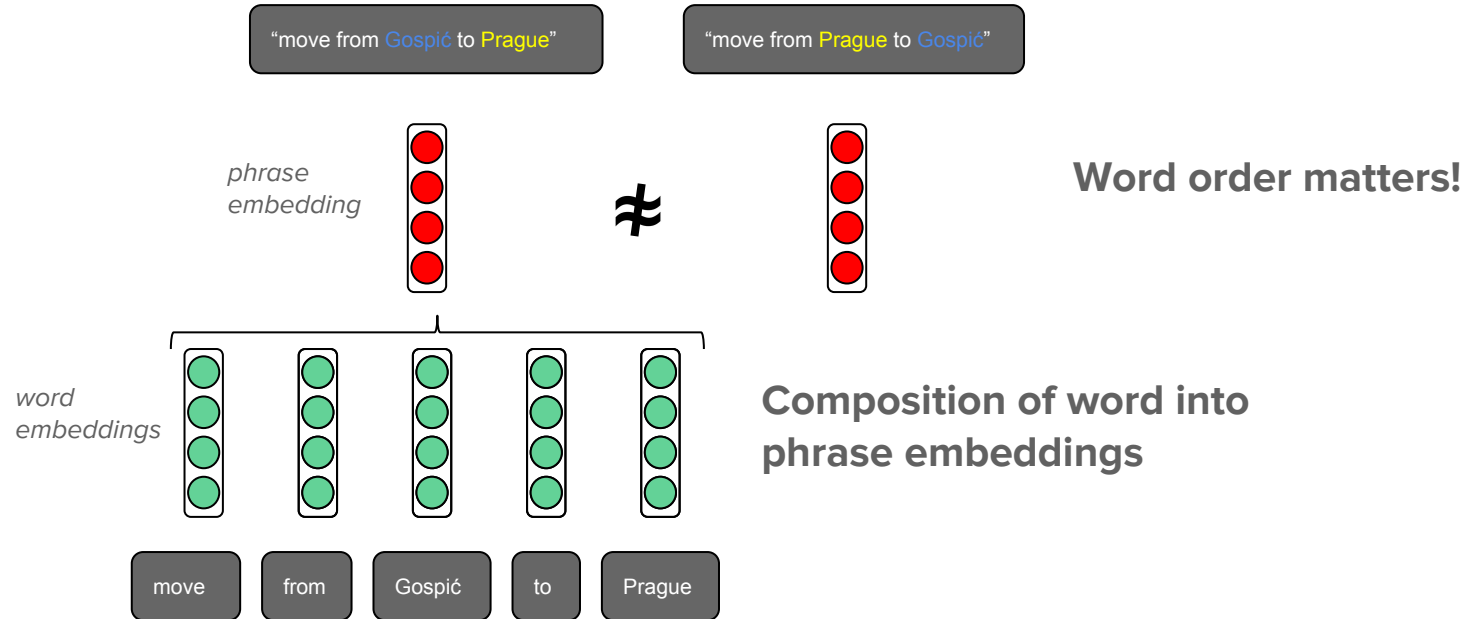 “move from Gospić to Prague”
“move from Prague to Gospić”
phrase
embedding
≉
Word order matters!
word
embeddings
Composition of word into
phrase embeddings
move
from
Gospić
to
Prague